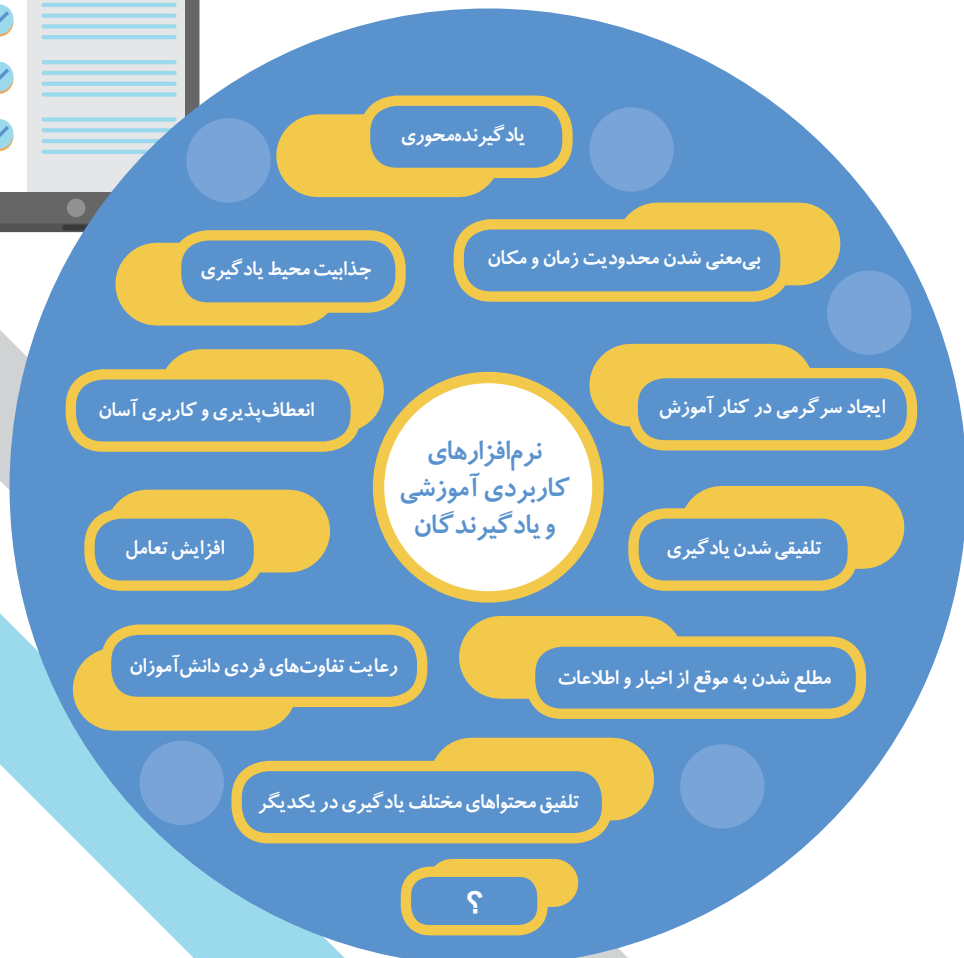 یادگیرنده‌محوری
بی‌معنی شدن محدودیت زمان و مکان
جذابیت محیط یادگیری
ایجاد سرگرمی در کنار آموزش
انعطاف‌پذیری و کاربری آسان
نرم‌افزارهای
کاربردی آموزشی
و یادگیرندگان
تلفیقی شدن یادگیری
افزایش تعامل
مطلع شدن به موقع از اخبار و اطلاعات
رعایت تفاوت‌های فردی دانش‌آموزان
تلفیق محتواهای مختلف یادگیری در یکدیگر
؟